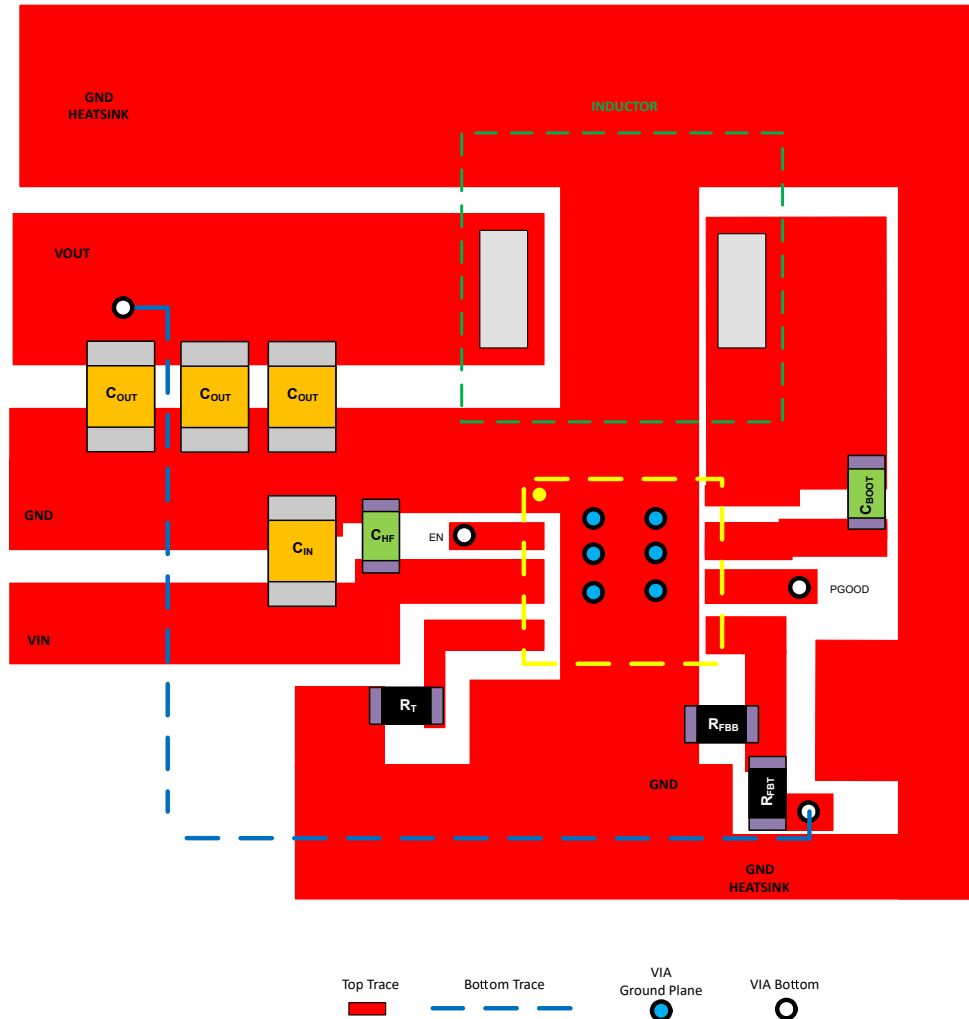 GND
HEATSINK
INDUCTOR
VOUT
COUT
COUT
COUT
GND
CIN
CHF
EN
CBOOT
PGOOD
VIN
RT
RFBB
GND
RFBT
GND
HEATSINK
Top Trace
Bottom Trace
VIA
Ground Plane
VIA Bottom